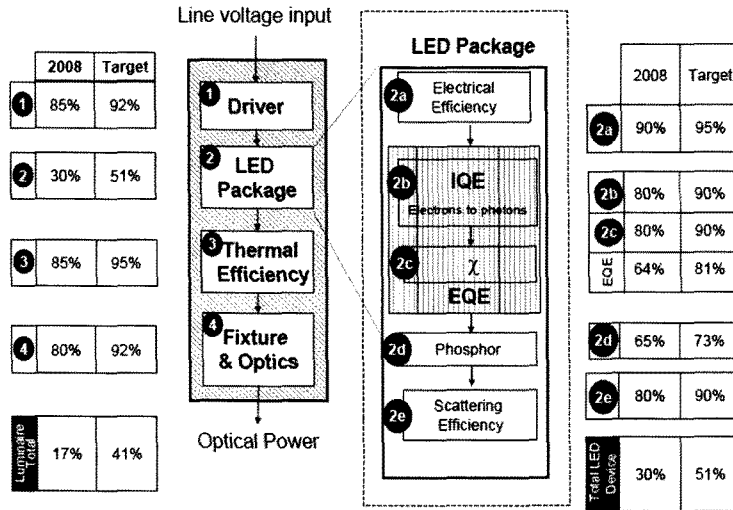 Line voltage input
2008 Target
1 85% 92%
2 30% 51%
3 85% 95%
4 80% 92%
Luminaire Total 17% 41%
1 Driver
2 LED Package
3 Thermal Efficiency
4 Fixture & Optics
Optical Power
LED Package
2a Electrical Efficiency
2b IQE
Electrons to photons
2c χ
EQE
2d Phosphor
2e Scattering Efficiency
2008 Target
2a 90% 95%
2b 80% 90%
2c 80% 90%
EQE 64% 81%
2d 65% 73%
2e 80% 90%
Total LED Device 30% 51%